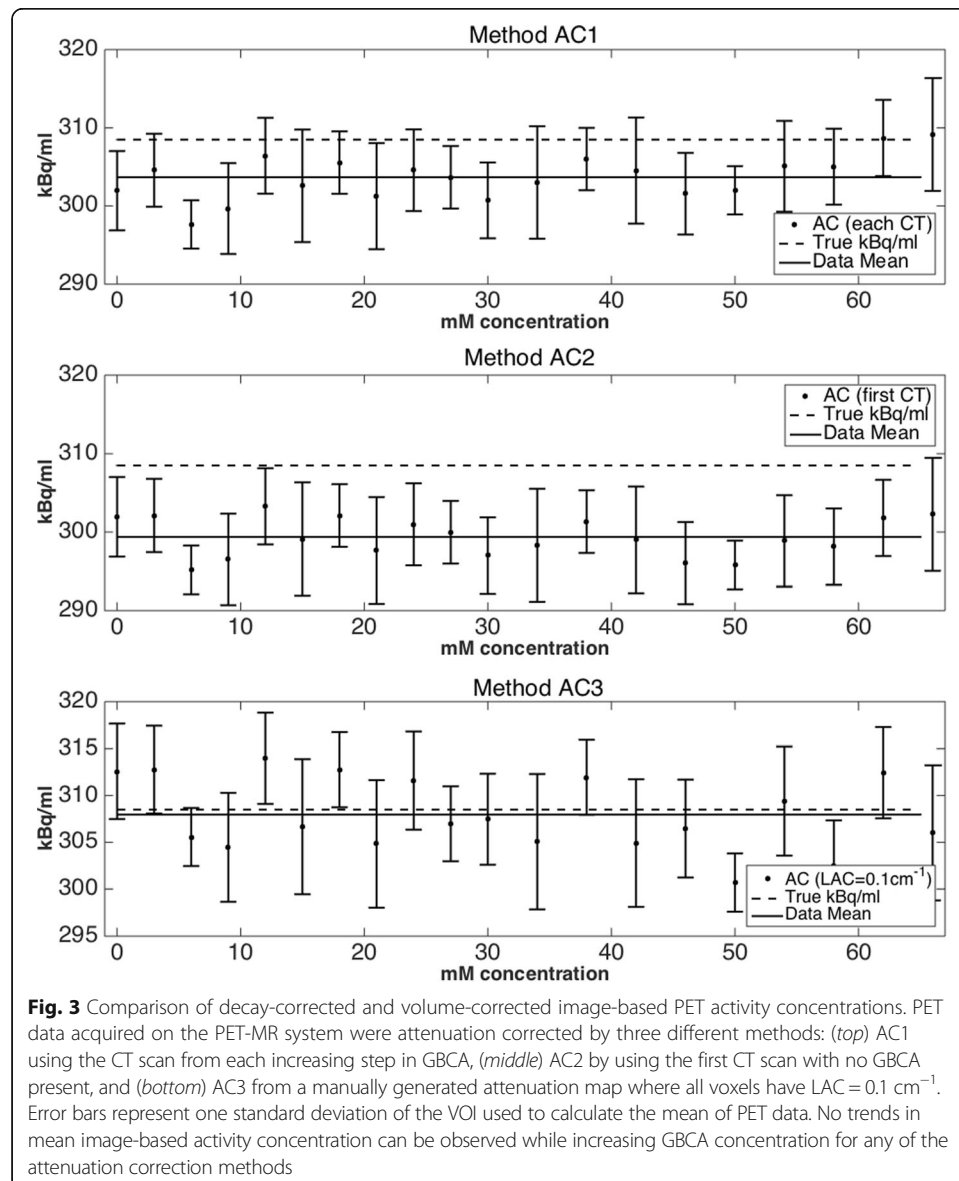 Method AC1
320
310
300
290
kBq/ml
AC (each CT)
True kBq/ml
Data Mean
0 10 20 30 40 50 60
mM concentration
Method AC2
320
310
300
290
kBq/ml
AC (first CT)
True kBq/ml
Data Mean
0 10 20 30 40 50 60
mM concentration
Method AC3
320
315
310
305
300
295
kBq/ml
AC (LAC=0.1cm⁻¹)
True kBq/ml
Data Mean
0 10 20 30 40 50 60
mM concentration
Fig. 3 Comparison of decay-corrected and volume-corrected image-based PET activity concentrations. PET
data acquired on the PET-MR system were attenuation corrected by three different methods: (top) AC1
using the CT scan from each increasing step in GBCA, (middle) AC2 by using the first CT scan with no GBCA
present, and (bottom) AC3 from a manually generated attenuation map where all voxels have LAC = 0.1 cm⁻¹.
Error bars represent one standard deviation of the VOI used to calculate the mean of PET data. No trends in
mean image-based activity concentration can be observed while increasing GBCA concentration for any of the
attenuation correction methods